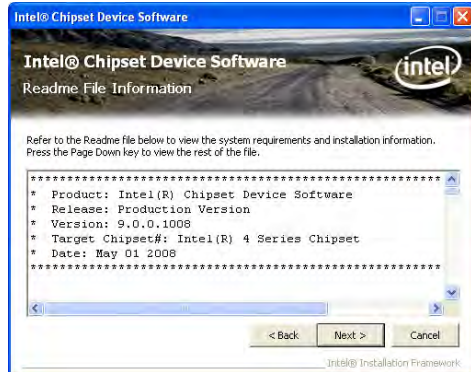 Intel® Chipset Device Software
Intel® Chipset Device Software
intel
Readme File Information
Refer to the Readme file below to view the system requirements and installation information.
Press the Page Down key to view the rest of the file.
******************************************************
* Product: Intel(R) Chipset Device Software
* Release: Production Version
* Version: 9.0.0.1008
* Target Chipset#: Intel(R) 4 Series Chipset
* Date: May 01 2008
******************************************************
< Back
Next >
Cancel
Intel® Installation Framework